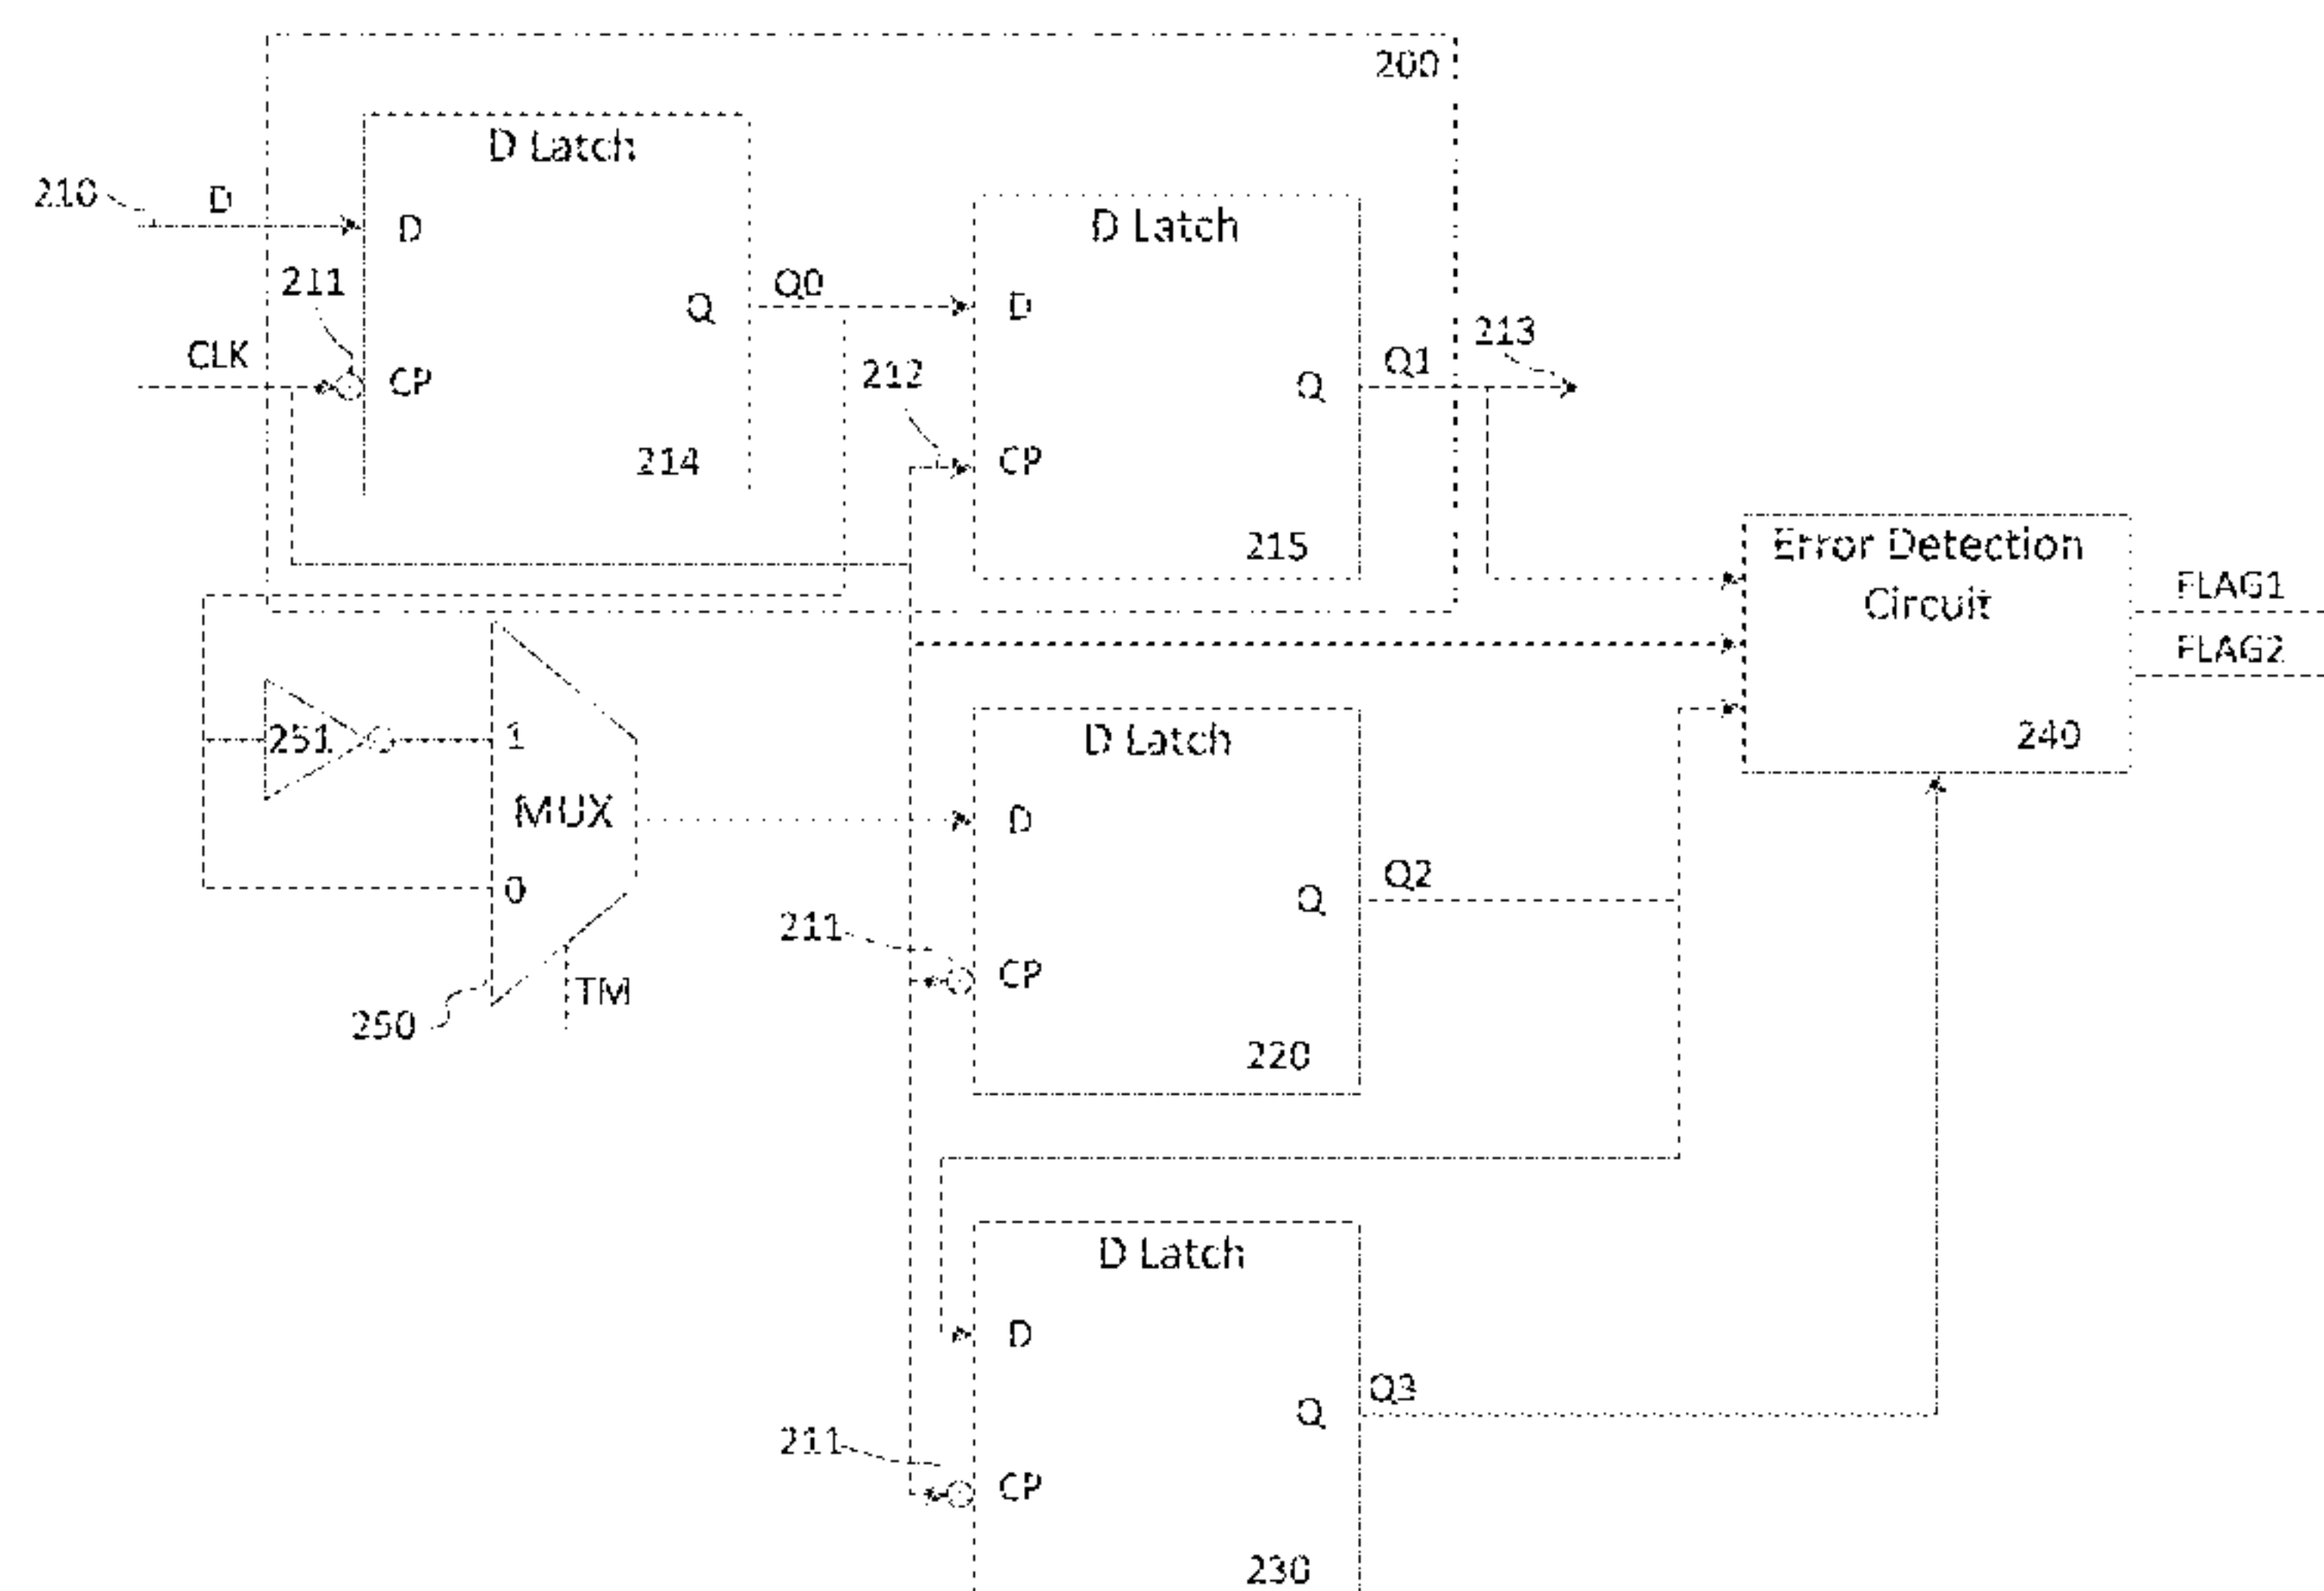 200
D Latch
210
D
D
D Latch
211
Q
Q0
D
213
CLK
CP
212
Q1
Q
214
CP
215
Error Detection
Circuit
FLAG1
FLAG2
251
1
D Latch
240
MUX
D
0
Q
Q2
211
CP
TM
250
220
D Latch
D
Q3
Q
211
CP
230